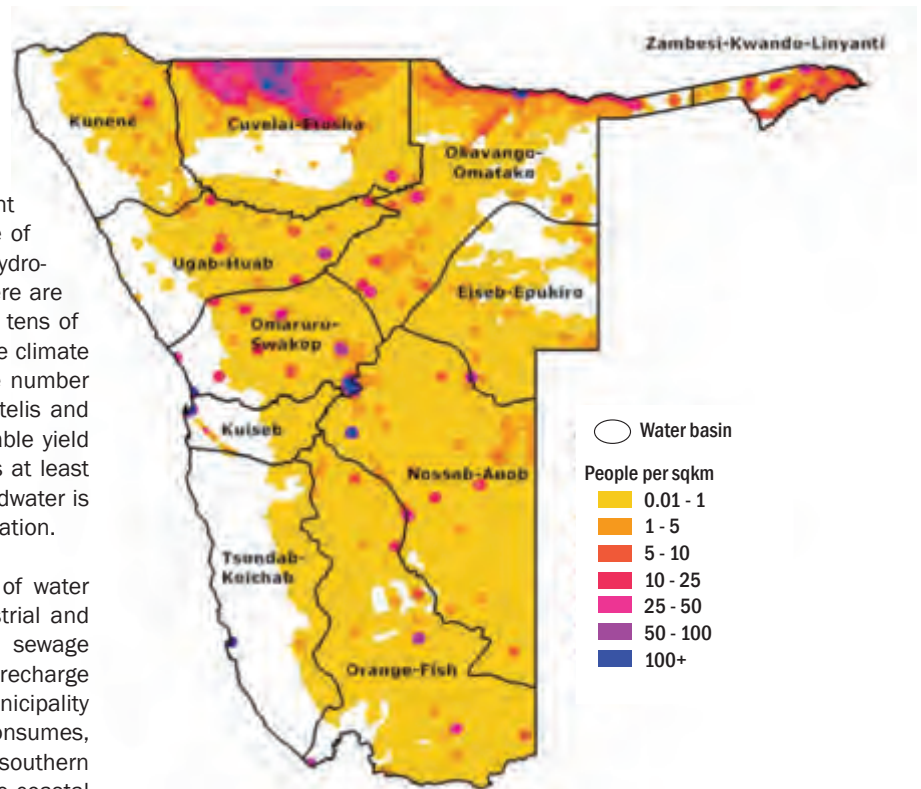 nt
e of
ydro-
ere are
tens of
e climate
number
telis and
able yield
s at least
dwater is
ation.
of water
strial and
sewage
recharge
nicipality
onsumes,
southern
coastal
Zambesi-Kwando-Linyanti
Kunene
Cuvelai-Etosha
Okavango-
Omatako
Ugab-Huab
Eiseb-Epukiro
Omaruru-
Swakop
Kuiseb
Nossab-Auob
Tsondab-
Koichab
Orange-Fish
Water basin
People per sqkm
0.01 - 1
1 - 5
5 - 10
10 - 25
25 - 50
50 - 100
100+